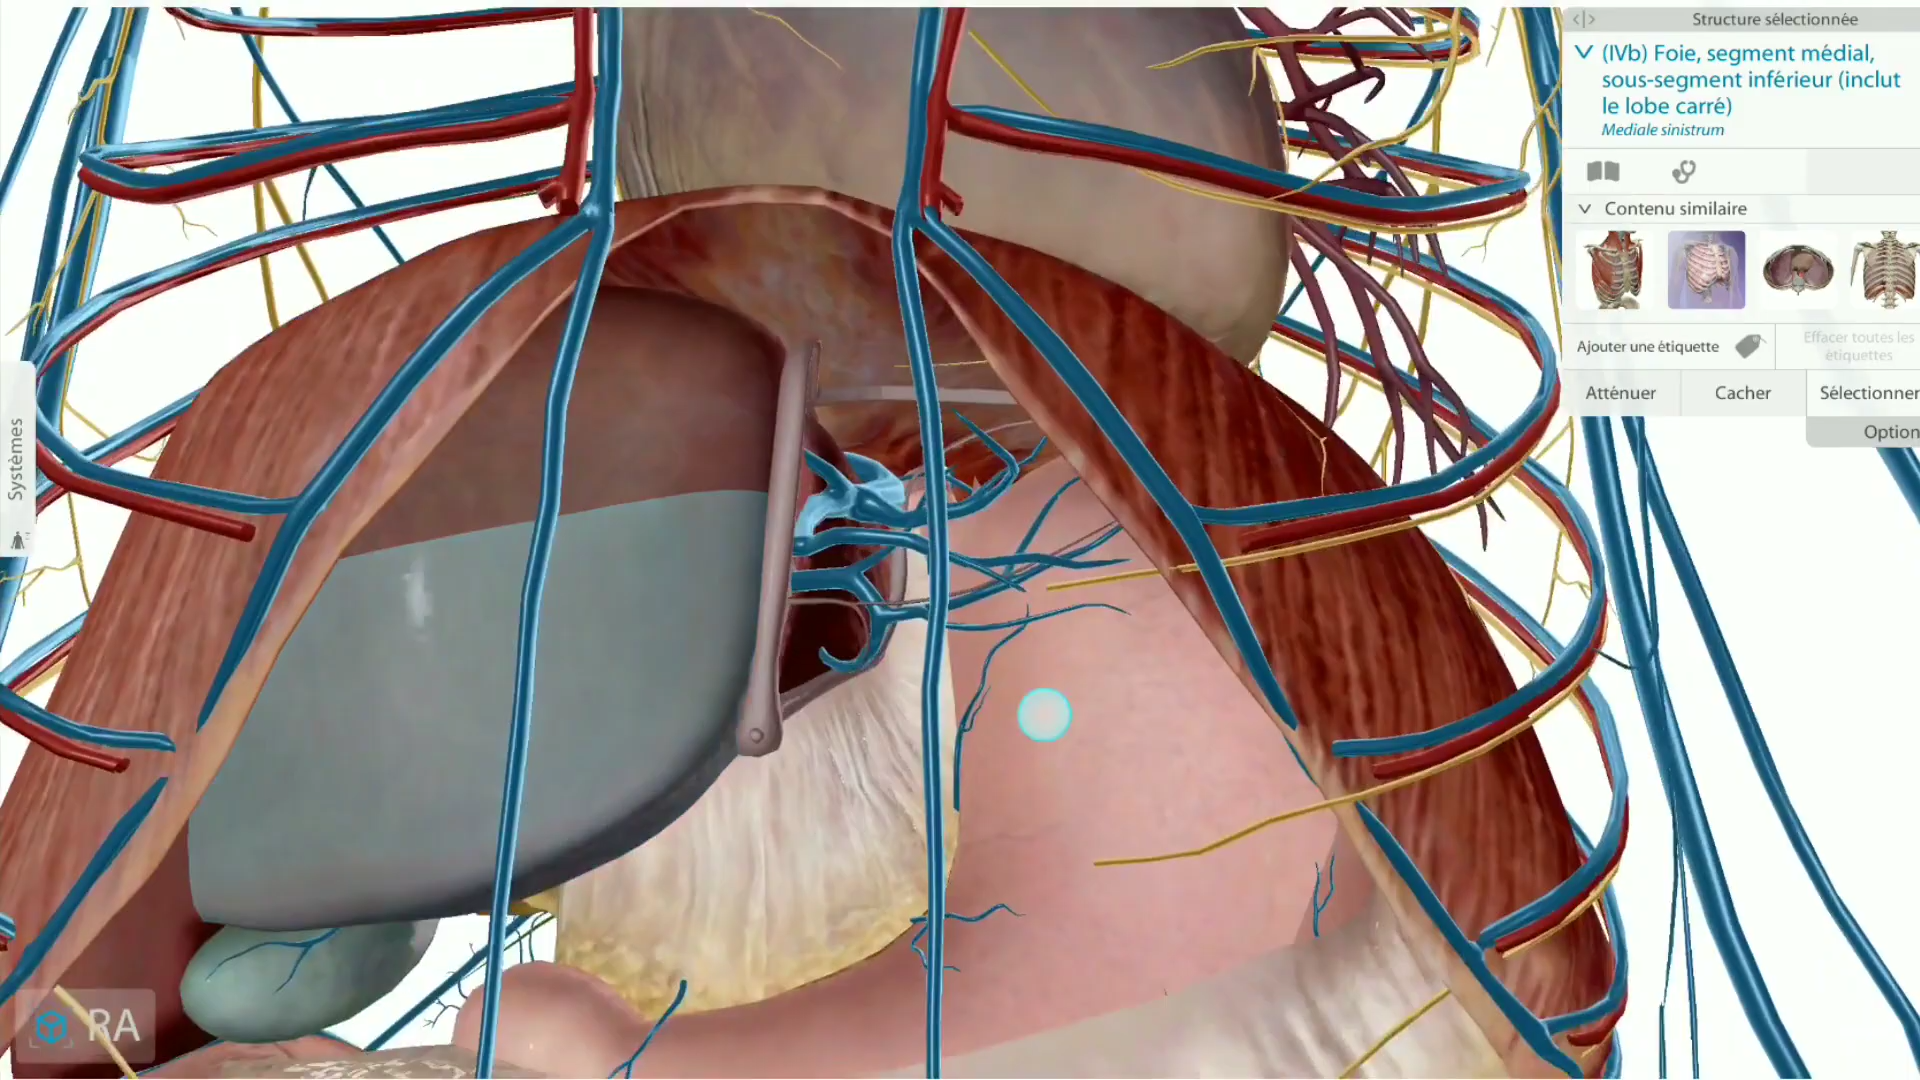 Structure sélectionnée
(IVb) Foie, segment médial,
sous-segment inférieur (inclut
le lobe carré)
Mediale sinistrum
Contenu similaire
Ajouter une étiquette
Effacer toutes les
étiquettes
Atténuer
Cacher
Sélectionner
Option
Systèmes
RA